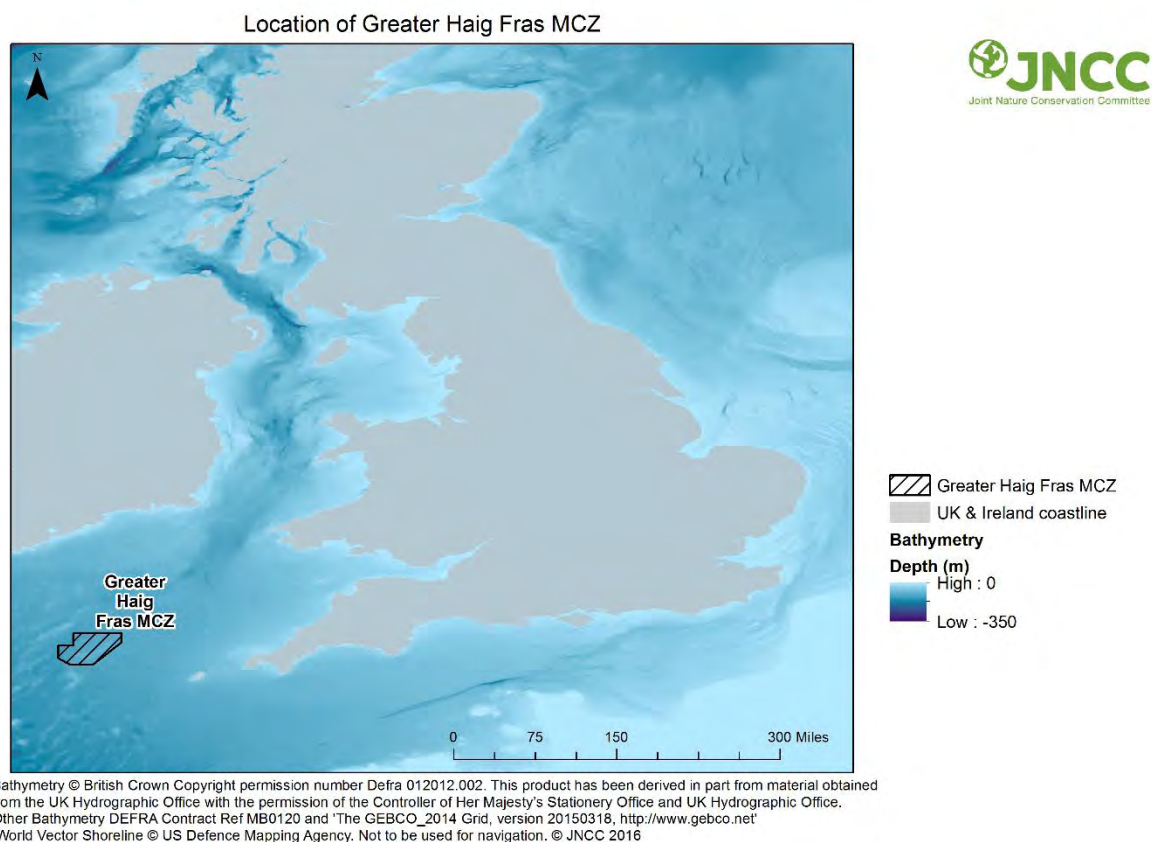 Location of Greater Haig Fras MCZ
N
JNCC
Joint Nature Conservation Committee
Greater
Haig
Fras MCZ
Greater Haig Fras MCZ
UK & Ireland coastline
Bathymetry
Depth (m)
High : 0
Low : -350
0 75 150 300 Miles
athymetry © British Crown Copyright permission number Defra 012012.002. This product has been derived in part from material obtained
rom the UK Hydrographic Office with the permission of the Controller of Her Majesty's Stationery Office and UK Hydrographic Office.
Other Bathymetry DEFRA Contract Ref MB0120 and 'The GEBCO_2014 Grid, version 20150318, http://www.gebco.net'
World Vector Shoreline © US Defence Mapping Agency. Not to be used for navigation. © JNCC 2016